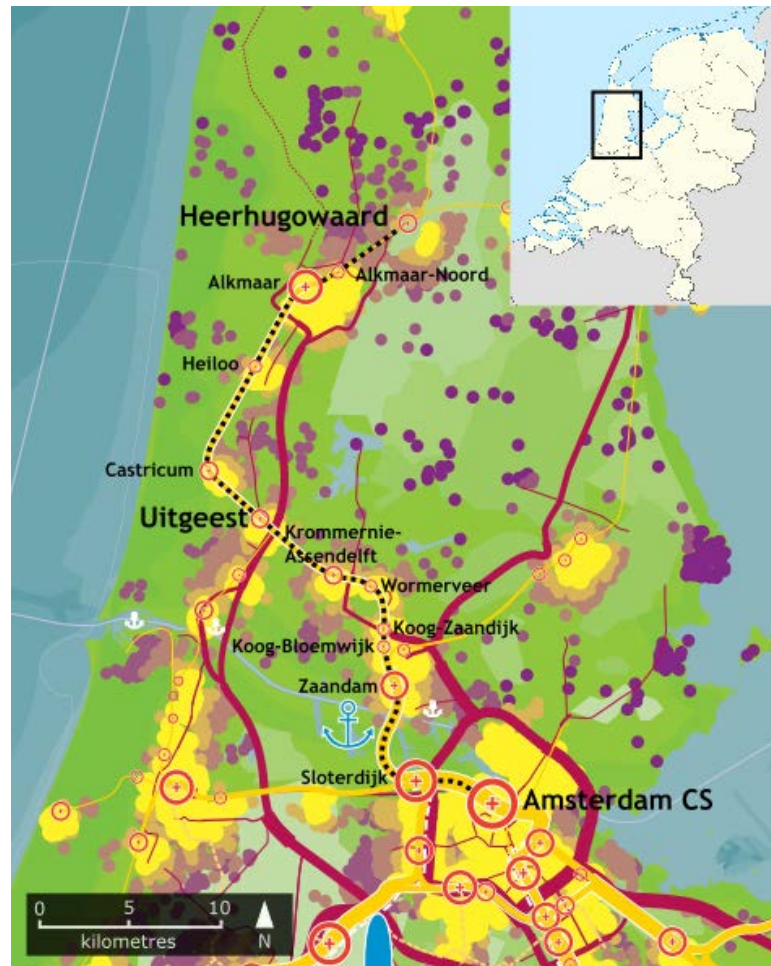 Heerhugowaard
Alkmaar-Noord
Alkmaar
Heiloo
Castricum
Uitgeest
Krommernie-
Assendelft
Wormerveer
Koog-Zaandijk
Koog-Bloemwijk
Zaandam
Sloterdijk
Amsterdam CS
0 5 10
kilometres
N